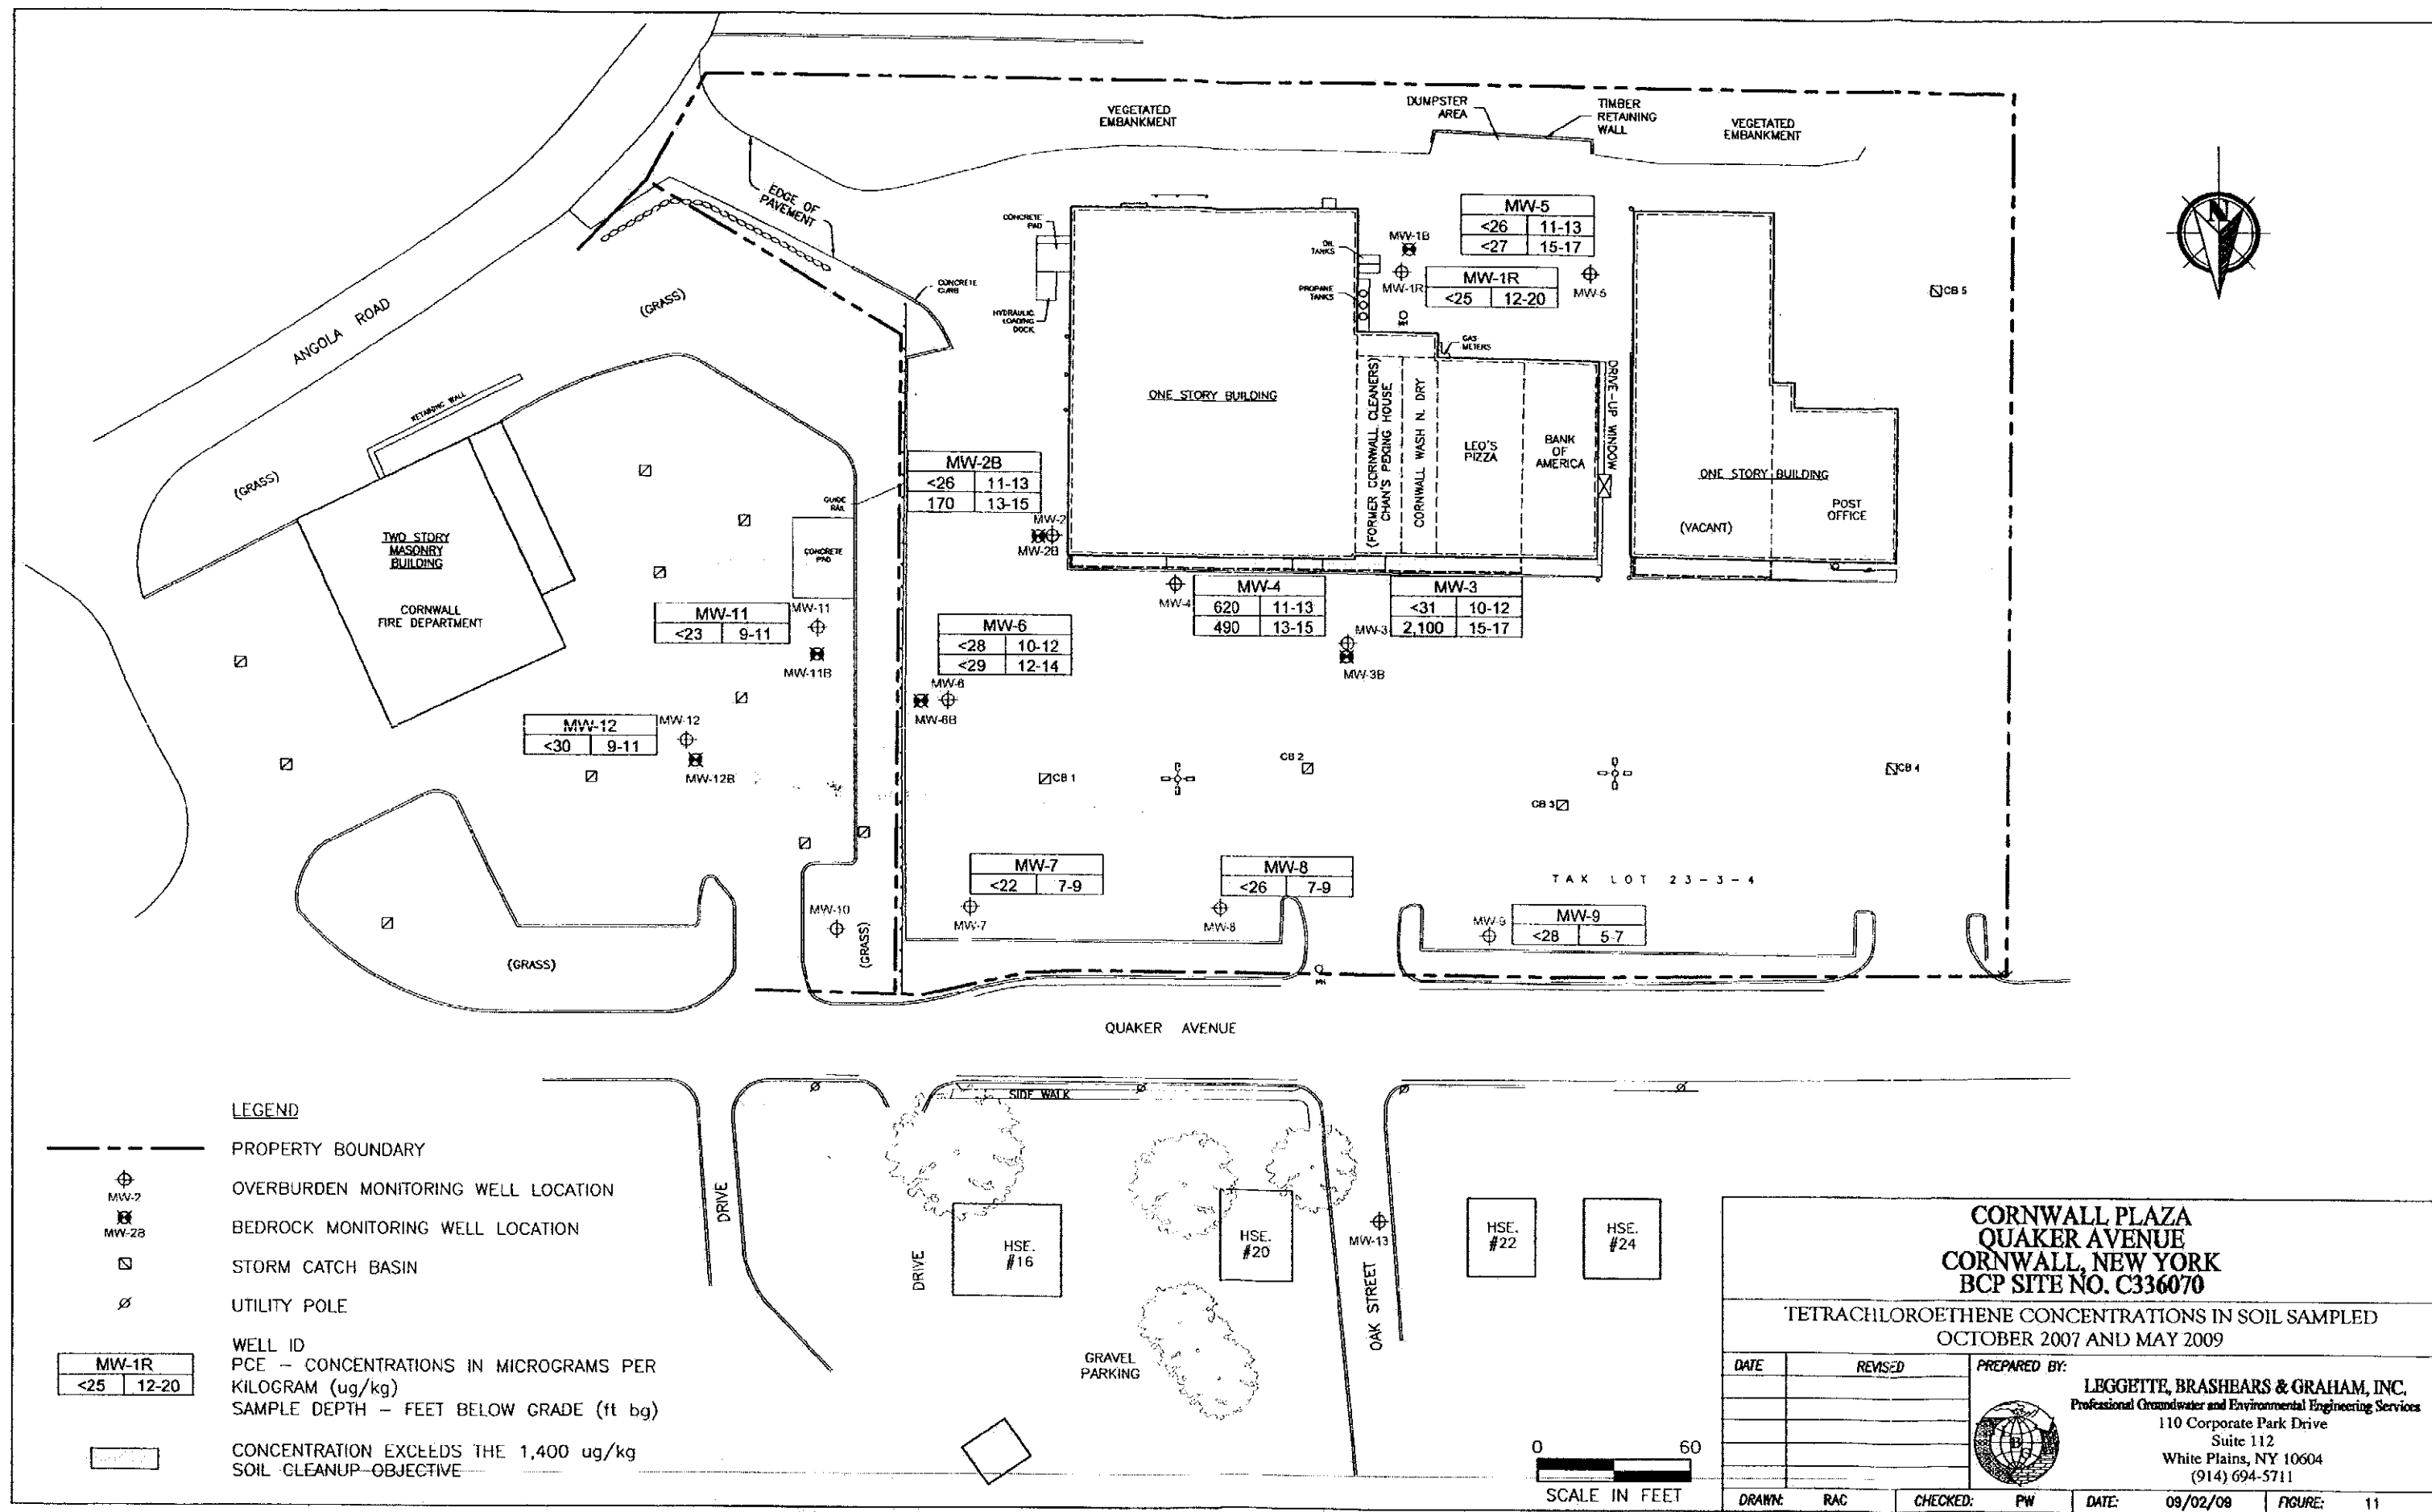 VEGETATED
EMBANKMENT
DUMPSTER
AREA
TIMBER
RETAINING
WALL
VEGETATED
EMBANKMENT
EDGE OF
PAVEMENT
CONCRETE
PAD
HYDRAULIC
LOADING
DOCK
CONCRETE
CURB
(GRASS)
ANGOLA ROAD
RETAINING WALL
(GRASS)
OIL
TANKS
PROPANE
TANKS
MW-1B
MW-1R
MW-5
<26 11-13
<27 15-17
MW-1R
<25 12-20
MW-5
MH
GAS
METERS
N
CB 5
ONE STORY BUILDING
(FORMER CORNWALL CLEANERS)
CHAN'S PEKING HOUSE
CORNWALL WASH N. DRY
LEO'S
PIZZA
BANK
OF
AMERICA
DRIVE-UP WINDOW
ONE STORY BUILDING
(VACANT)
POST
OFFICE
MW-2B
<26 11-13
170 13-15
GUIDE
RAIL
MW-2
MW-2B
CONCRETE
PAD
TWO STORY
MASONRY
BUILDING
CORNWALL
FIRE DEPARTMENT
MW-11
<23 9-11
MW-11
MW-11B
MW-6
<28 10-12
<29 12-14
MW-6
MW-6B
MW-4
MW-4
620 11-13
490 13-15
MW-3
<31 10-12
2,100 15-17
MW-3
MW-3B
MW-12
<30 9-11
MW-12
MW-12B
CB 1
CB 2
CB 3
CB 4
MW-7
<22 7-9
MW-7
MW-8
<26 7-9
MW-8
TAX LOT 23-3-4
MW-9
MW-9
<28 5-7
MW-10
(GRASS)
(GRASS)
MH
QUAKER AVENUE
SIDE WALK
DRIVE
DRIVE
HSE.
#16
HSE.
#20
MW-13
OAK STREET
HSE.
#22
HSE.
#24
GRAVEL
PARKING
LEGEND
PROPERTY BOUNDARY
MW-2
OVERBURDEN MONITORING WELL LOCATION
MW-2B
BEDROCK MONITORING WELL LOCATION
STORM CATCH BASIN
UTILITY POLE
MW-1R
<25 12-20
WELL ID
PCE – CONCENTRATIONS IN MICROGRAMS PER
KILOGRAM (ug/kg)
SAMPLE DEPTH – FEET BELOW GRADE (ft bg)
CONCENTRATION EXCEEDS THE 1,400 ug/kg
SOIL CLEANUP OBJECTIVE
0 60
SCALE IN FEET
CORNWALL PLAZA
QUAKER AVENUE
CORNWALL, NEW YORK
BCP SITE NO. C336070
TETRACHLOROETHENE CONCENTRATIONS IN SOIL SAMPLED
OCTOBER 2007 AND MAY 2009
DATE REVISED PREPARED BY:
LEGGETTE, BRASHEARS & GRAHAM, INC.
Professional Groundwater and Environmental Engineering Services
110 Corporate Park Drive
Suite 112
White Plains, NY 10604
(914) 694-5711
DRAWN: RAC CHECKED: PW DATE: 09/02/09 FIGURE: 11